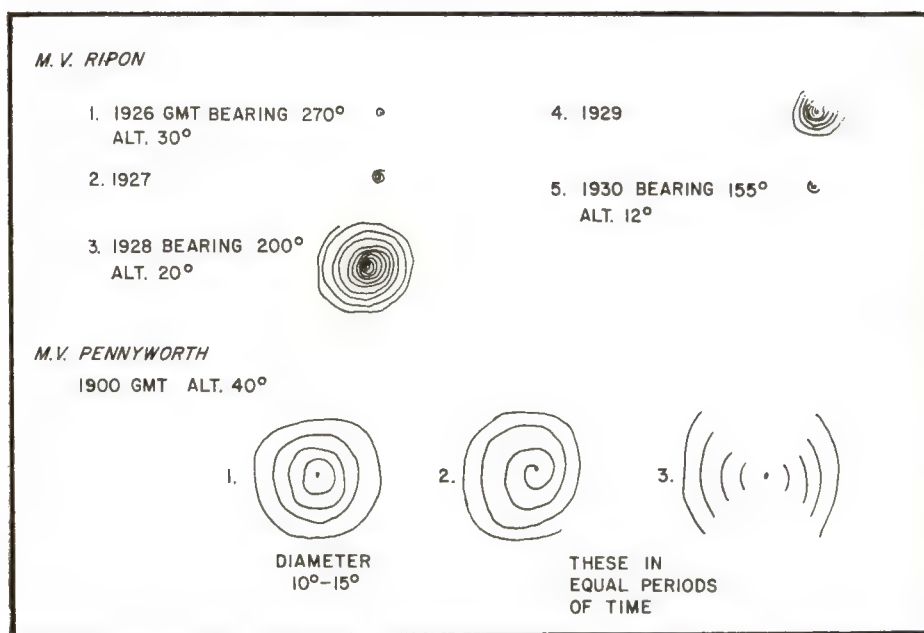 M. V. RIPON
1. 1926 GMT BEARING 270°
ALT. 30°
2. 1927
3. 1928 BEARING 200°
ALT. 20°
4. 1929
5. 1930 BEARING 155°
ALT. 12°
M.V. PENNYWORTH
1900 GMT ALT. 40°
1.
2.
3.
DIAMETER
10°-15°
THESE IN
EQUAL PERIODS
OF TIME